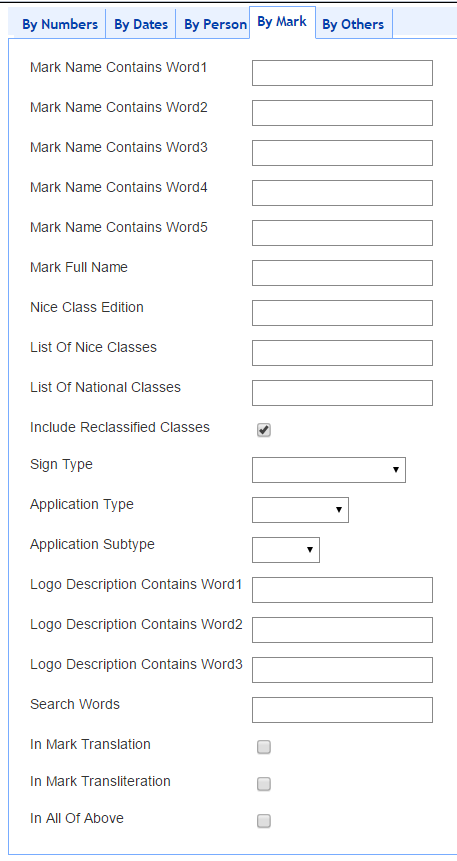 By Numbers By Dates By Person By Mark By Others
Mark Name Contains Word1
Mark Name Contains Word2
Mark Name Contains Word3
Mark Name Contains Word4
Mark Name Contains Word5
Mark Full Name
Nice Class Edition
List Of Nice Classes
List Of National Classes
Include Reclassified Classes
Sign Type
Application Type
Application Subtype
Logo Description Contains Word1
Logo Description Contains Word2
Logo Description Contains Word3
Search Words
In Mark Translation
In Mark Transliteration
In All Of Above